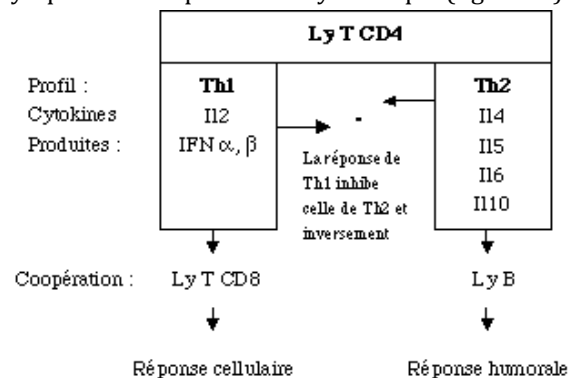 Ly T CD4
Profil : Th1 Th2
Cytokines Il2 Il4
Produites : IFN α, β Il5
Il6
Il10
-
La réponse de
Th1 inhibe
celle de Th2 et
inversement
Coopération : Ly T CD8 Ly B
Réponse cellulaire Réponse humorale